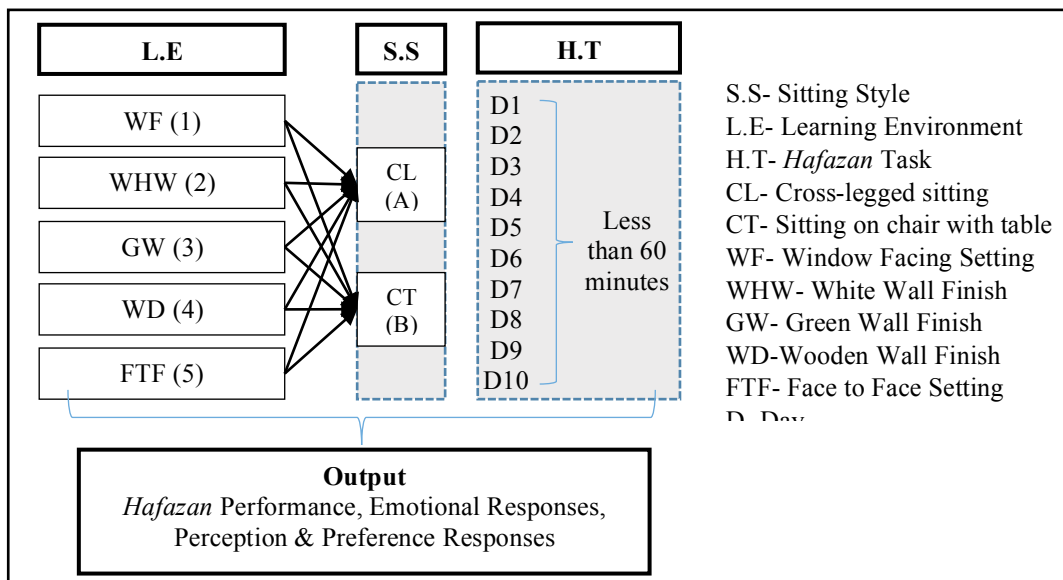 L.E
S.S
H.T
WF (1)
WHW (2)
GW (3)
WD (4)
FTF (5)
CL
(A)
CT
(B)
D1
D2
D3
D4
D5
D6
D7
D8
D9
D10
Less
than 60
minutes
S.S- Sitting Style
L.E- Learning Environment
H.T- Hafazan Task
CL- Cross-legged sitting
CT- Sitting on chair with table
WF- Window Facing Setting
WHW- White Wall Finish
GW- Green Wall Finish
WD-Wooden Wall Finish
FTF- Face to Face Setting
D- Day
Output
Hafazan Performance, Emotional Responses,
Perception & Preference Responses